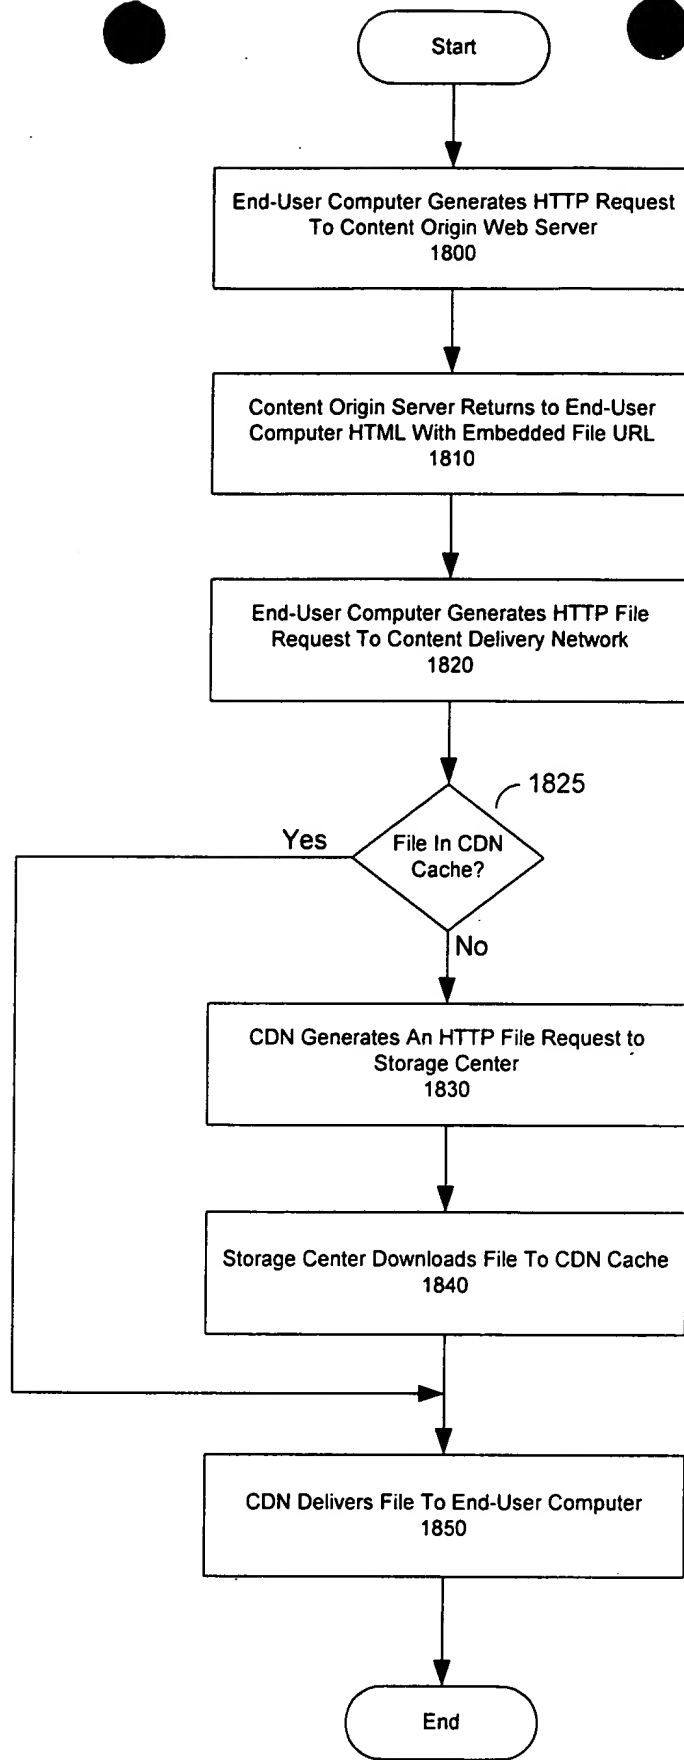 Start
End-User Computer Generates HTTP Request
To Content Origin Web Server
1800
Content Origin Server Returns to End-User
Computer HTML With Embedded File URL
1810
End-User Computer Generates HTTP File
Request To Content Delivery Network
1820
1825
Yes
File In CDN
Cache?
No
CDN Generates An HTTP File Request to
Storage Center
1830
Storage Center Downloads File To CDN Cache
1840
CDN Delivers File To End-User Computer
1850
End